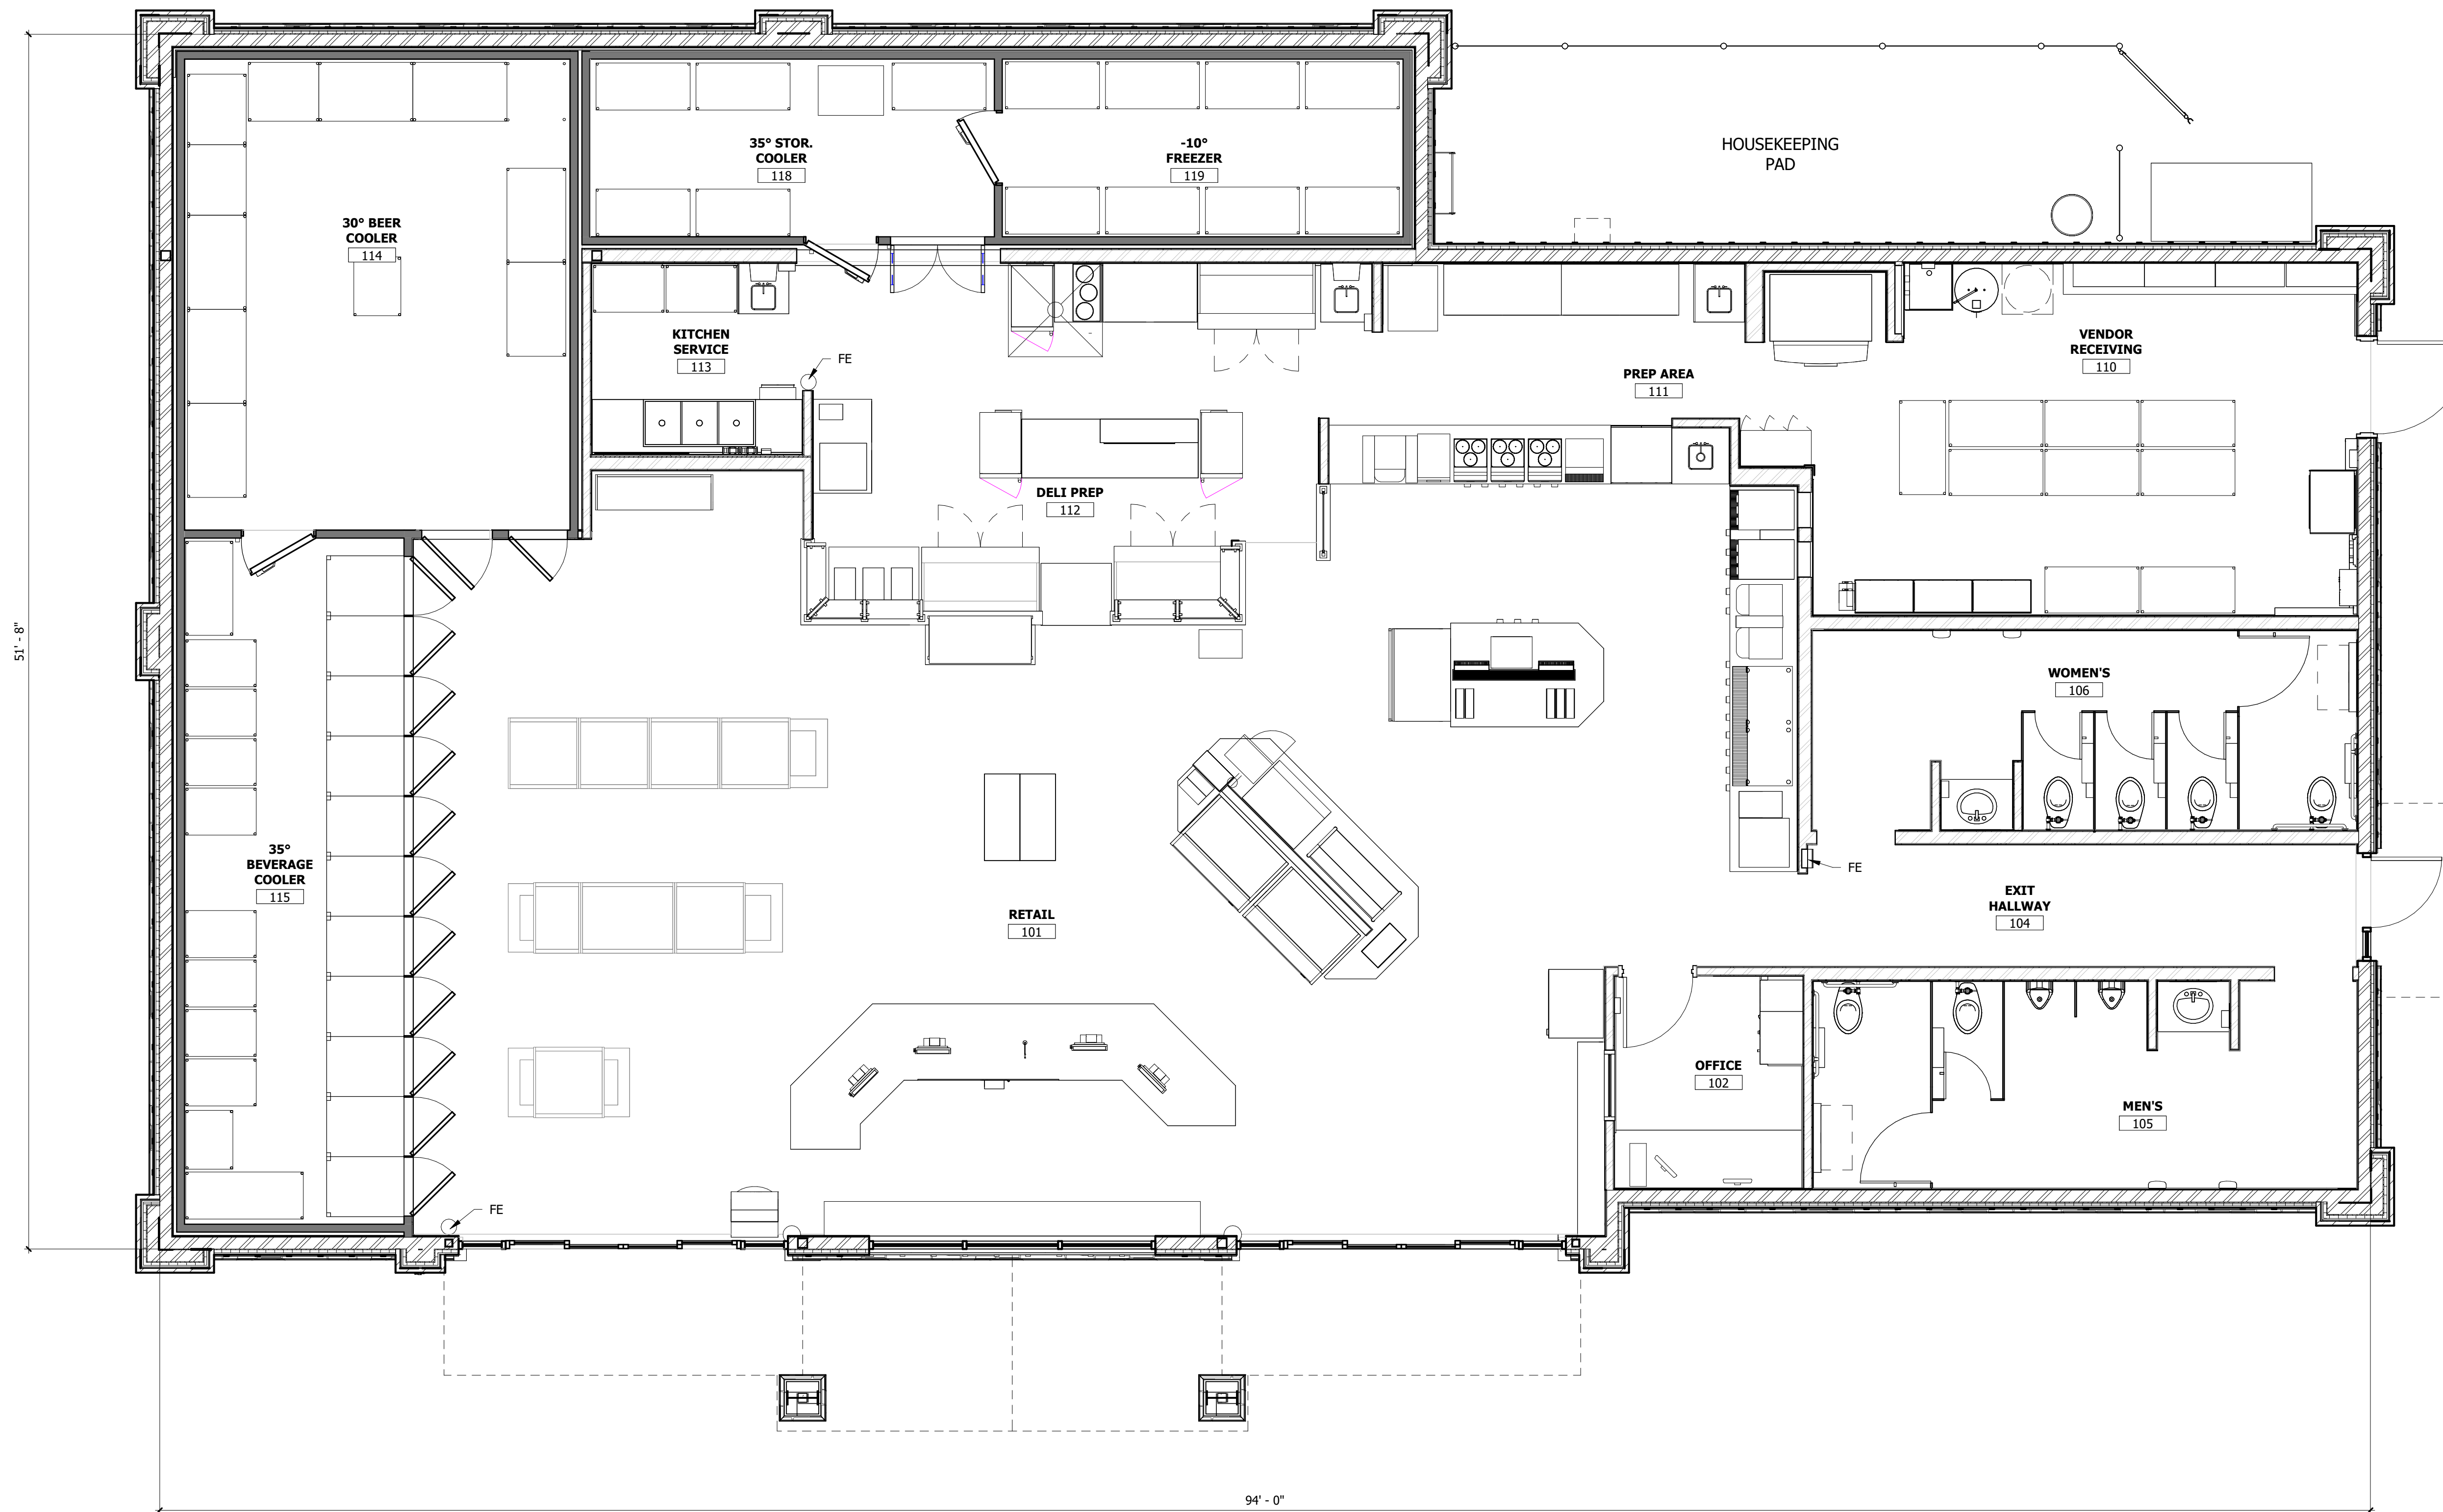 35° STOR.
COOLER
118
-10°
FREEZER
119
HOUSEKEEPING
PAD
30° BEER
COOLER
114
KITCHEN
SERVICE
113
FE
VENDOR
RECEIVING
110
PREP AREA
111
DELI PREP
112
51' - 8"
WOMEN'S
106
35°
BEVERAGE
COOLER
115
FE
RETAIL
101
EXIT
HALLWAY
104
OFFICE
102
MEN'S
105
FE
94' - 0"